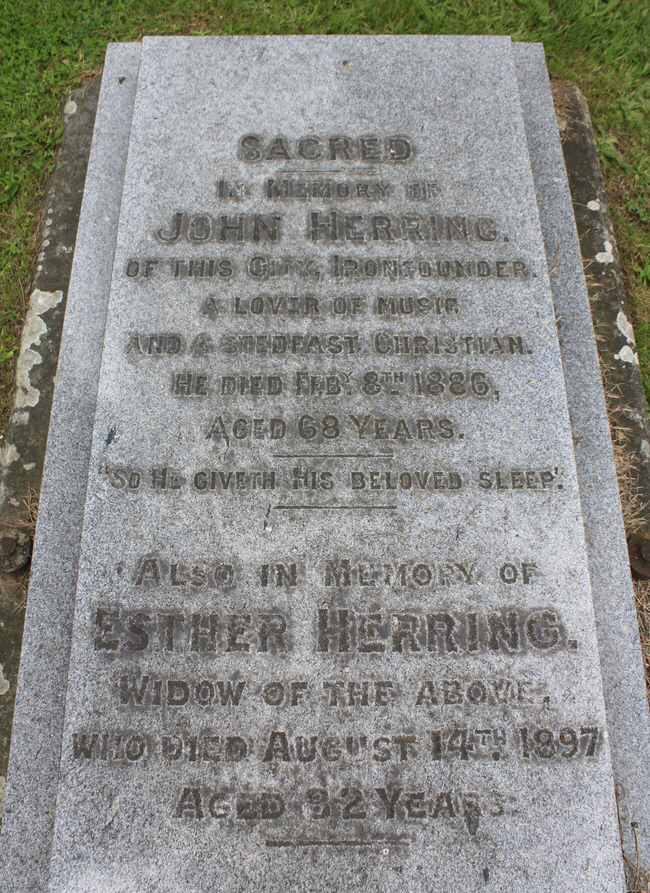 SACRED
IN MEMORY OF
JOHN HERRING.
OF THIS CITY, IRONFOUNDER.
A LOVER OF MUSIC
AND A STEDFAST CHRISTIAN.
HE DIED FEBY. 8TH 1886,
AGED 68 YEARS.
"SO HE GIVETH HIS BELOVED SLEEP".
ALSO IN MEMORY OF
ESTHER HERRING.
WIDOW OF THE ABOVE,
WHO DIED AUGUST 14TH. 1897
AGED YEARS.